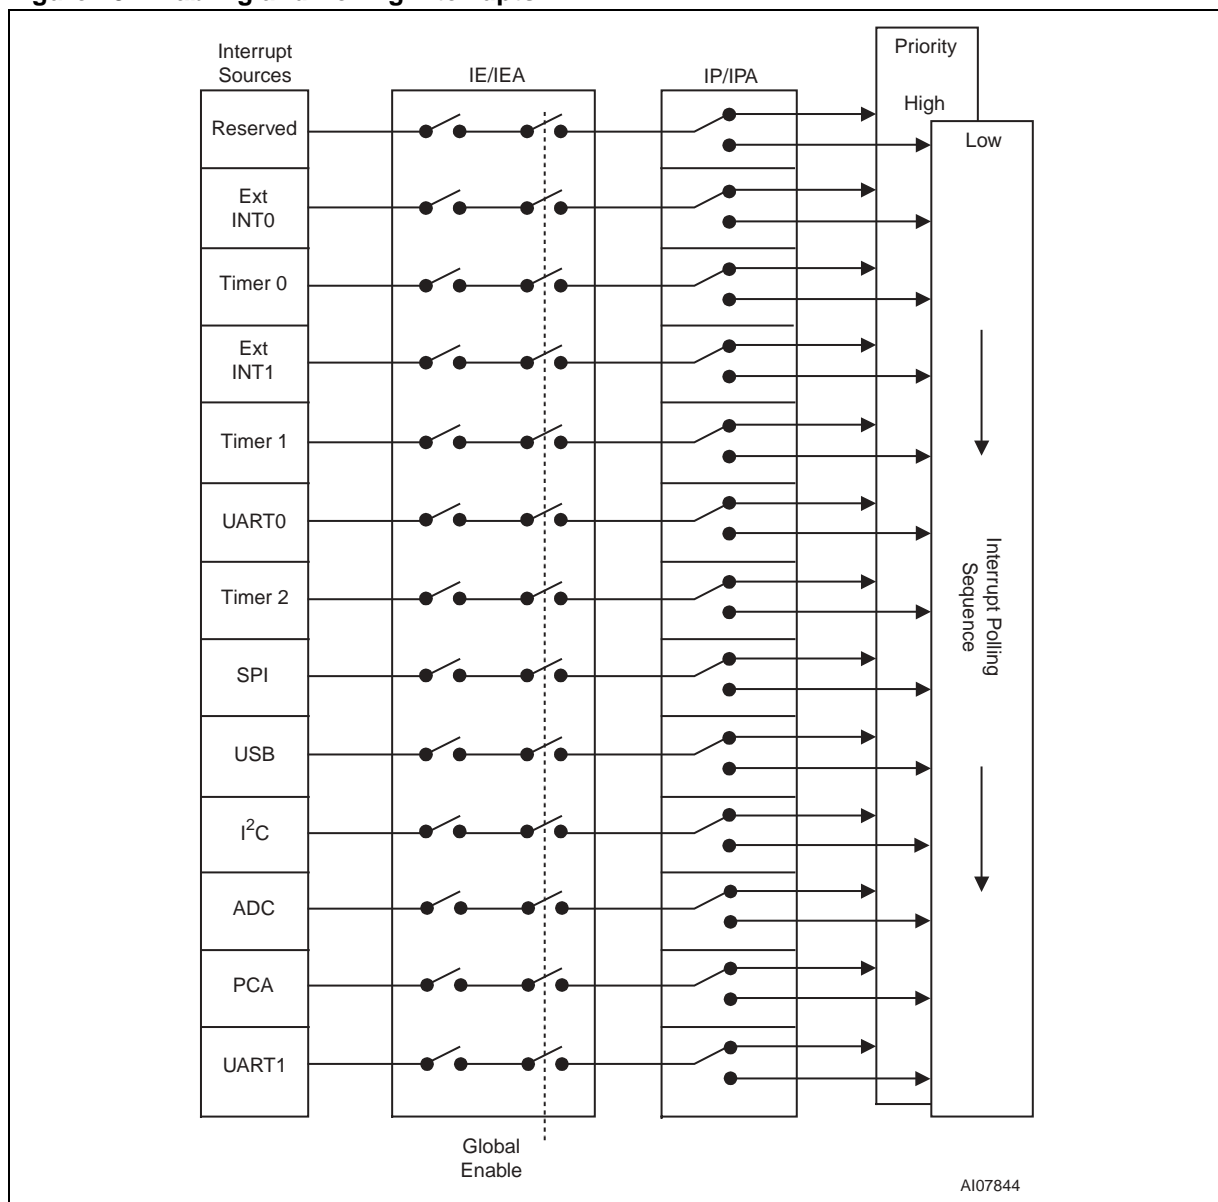 Interrupt
Sources
IE/IEA
IP/IPA
Priority
High
Low
Reserved
Ext
INT0
Timer 0
Ext
INT1
Timer 1
UART0
Timer 2
SPI
USB
I²C
ADC
PCA
UART1
Interrupt Polling
Sequence
Global
Enable
AI07844